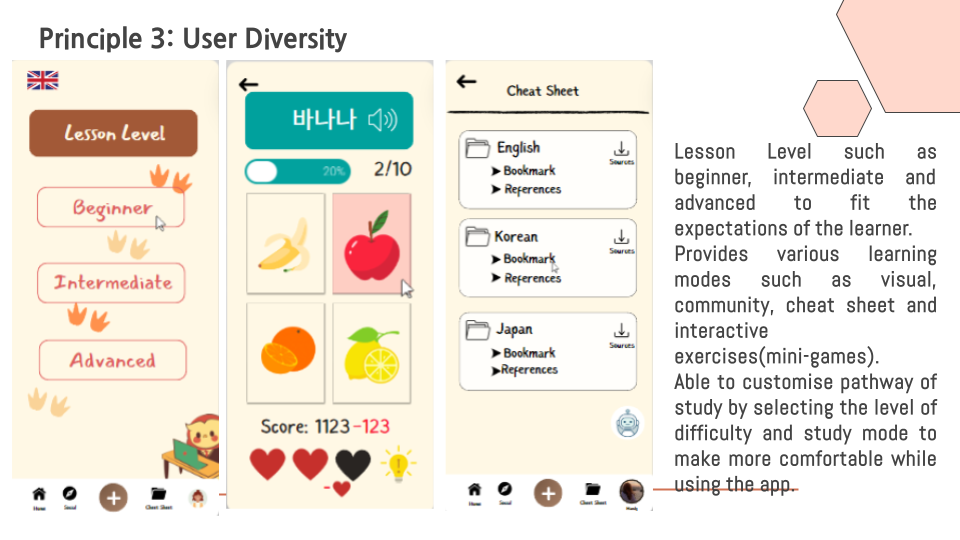 Principle 3: User Diversity
Lesson Level
Beginner
Intermediate
Advanced
Home
Social
+
Cheat Sheet
바나나
20%
2/10
Score: 1123 -123
-
Cheat Sheet
English
Sources
➤ Bookmark
➤ References
Korean
Sources
➤ Bookmark
➤ References
Japan
Sources
➤ Bookmark
➤References
Home
Social
+
Cheat Sheet
Lesson Level such as
beginner, intermediate and
advanced to fit the
expectations of the learner.
Provides various learning
modes such as visual,
community, cheat sheet and
interactive
exercises(mini-games).
Able to customise pathway of
study by selecting the level of
difficulty and study mode to
make more comfortable while
using the app.